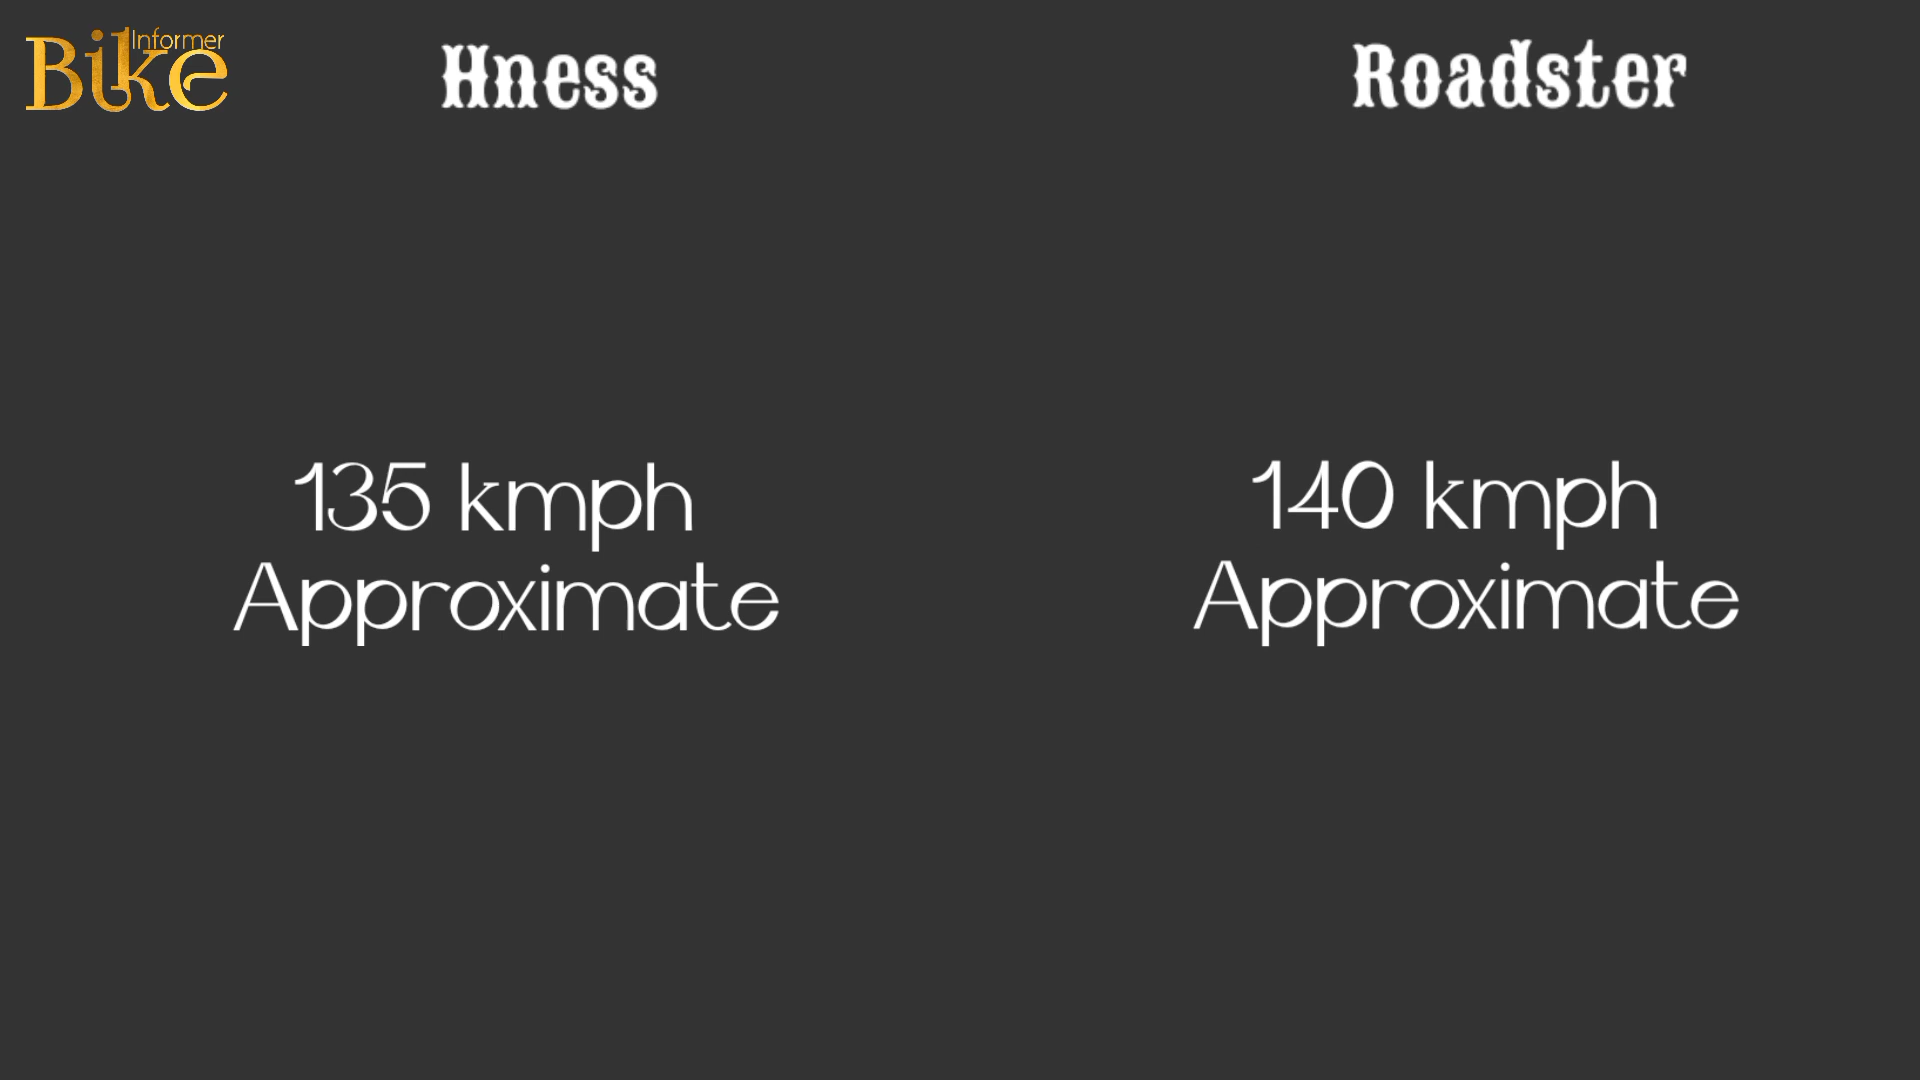 Bike Informer
Hness
Roadster
135 kmph
Approximate
140 kmph
Approximate